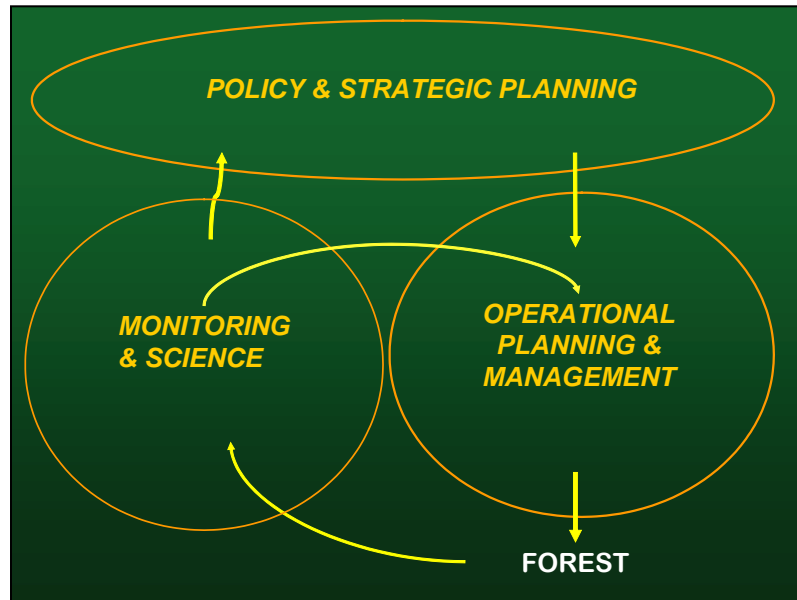 POLICY & STRATEGIC PLANNING
MONITORING
& SCIENCE
OPERATIONAL
PLANNING &
MANAGEMENT
FOREST